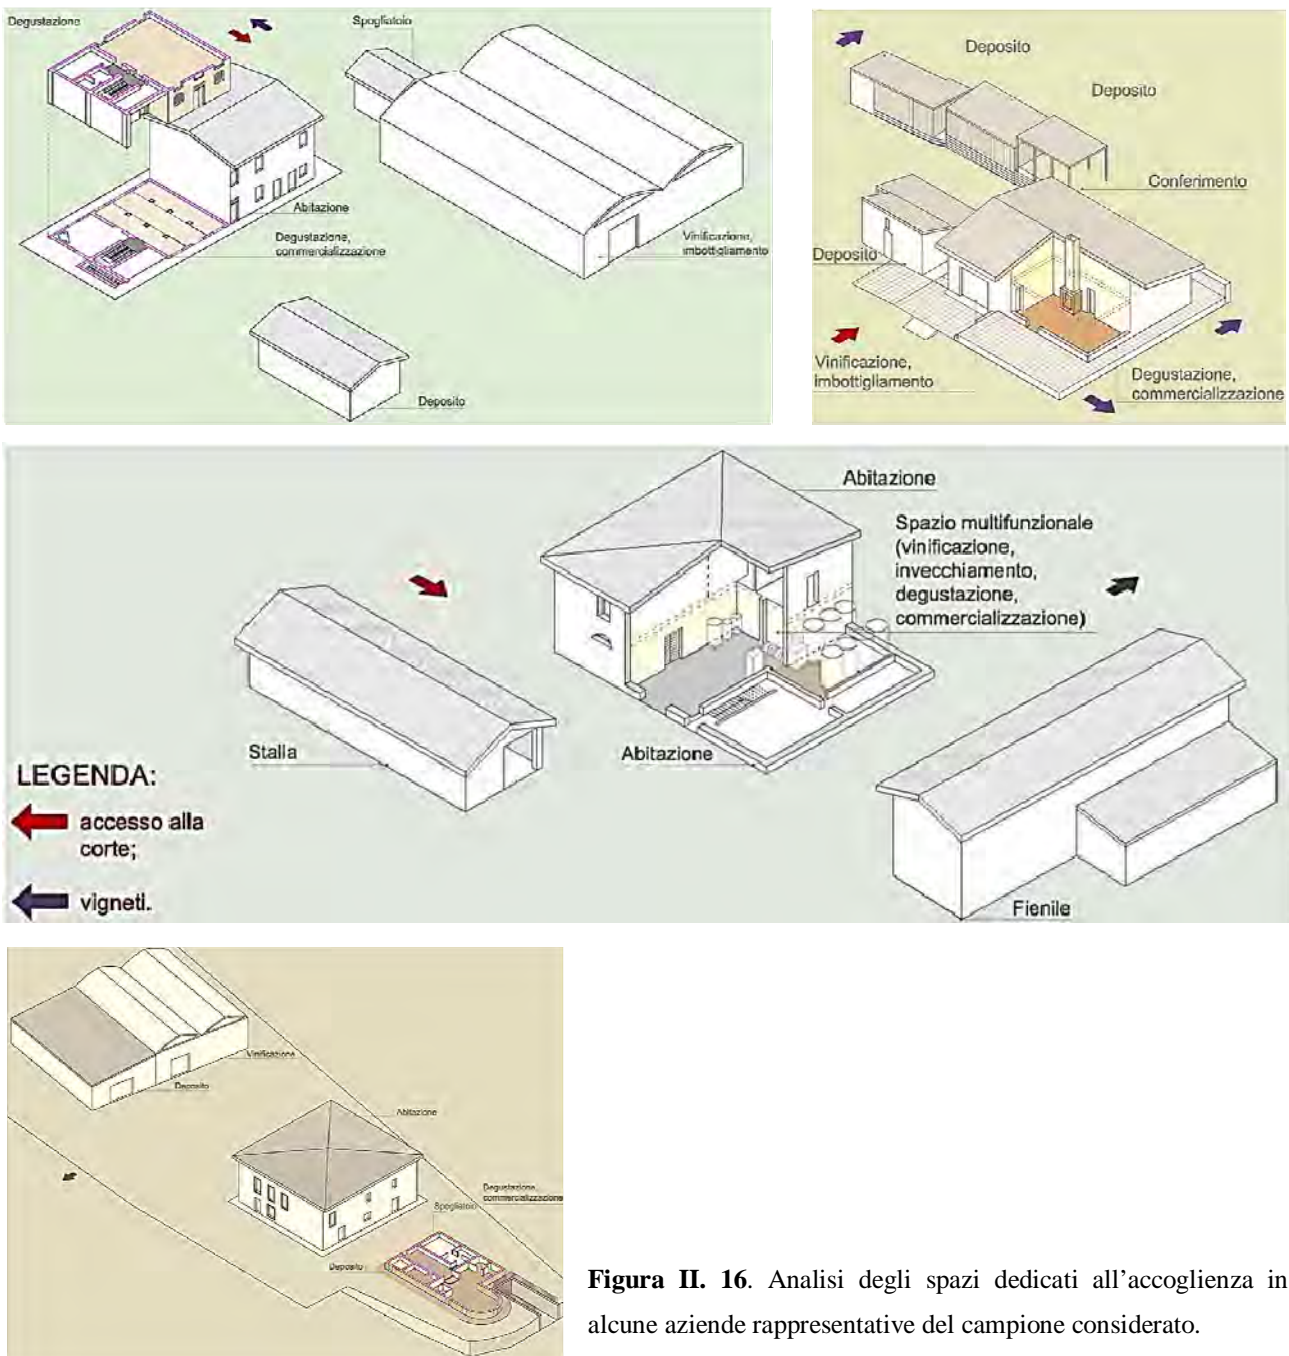 Degustazione
Spogliatoio
Abitazione
Degustazione,
commercializzazione
Vinificazione,
imbottigliamento
Deposito
Deposito
Deposito
Conferimento
Deposito
Vinificazione,
imbottigliamento
Degustazione,
commercializzazione
Abitazione
Spazio multifunzionale
(vinificazione,
invecchiamento,
degustazione,
commercializzazione)
Stalla
Abitazione
Fienile
LEGENDA:
accesso alla
corte;
vigneti.
Vinificazione
Deposito
Abitazione
Degustazione,
commercializzazione
Spogliatoio
Deposito
Figura II. 16. Analisi degli spazi dedicati all’accoglienza in
alcune aziende rappresentative del campione considerato.